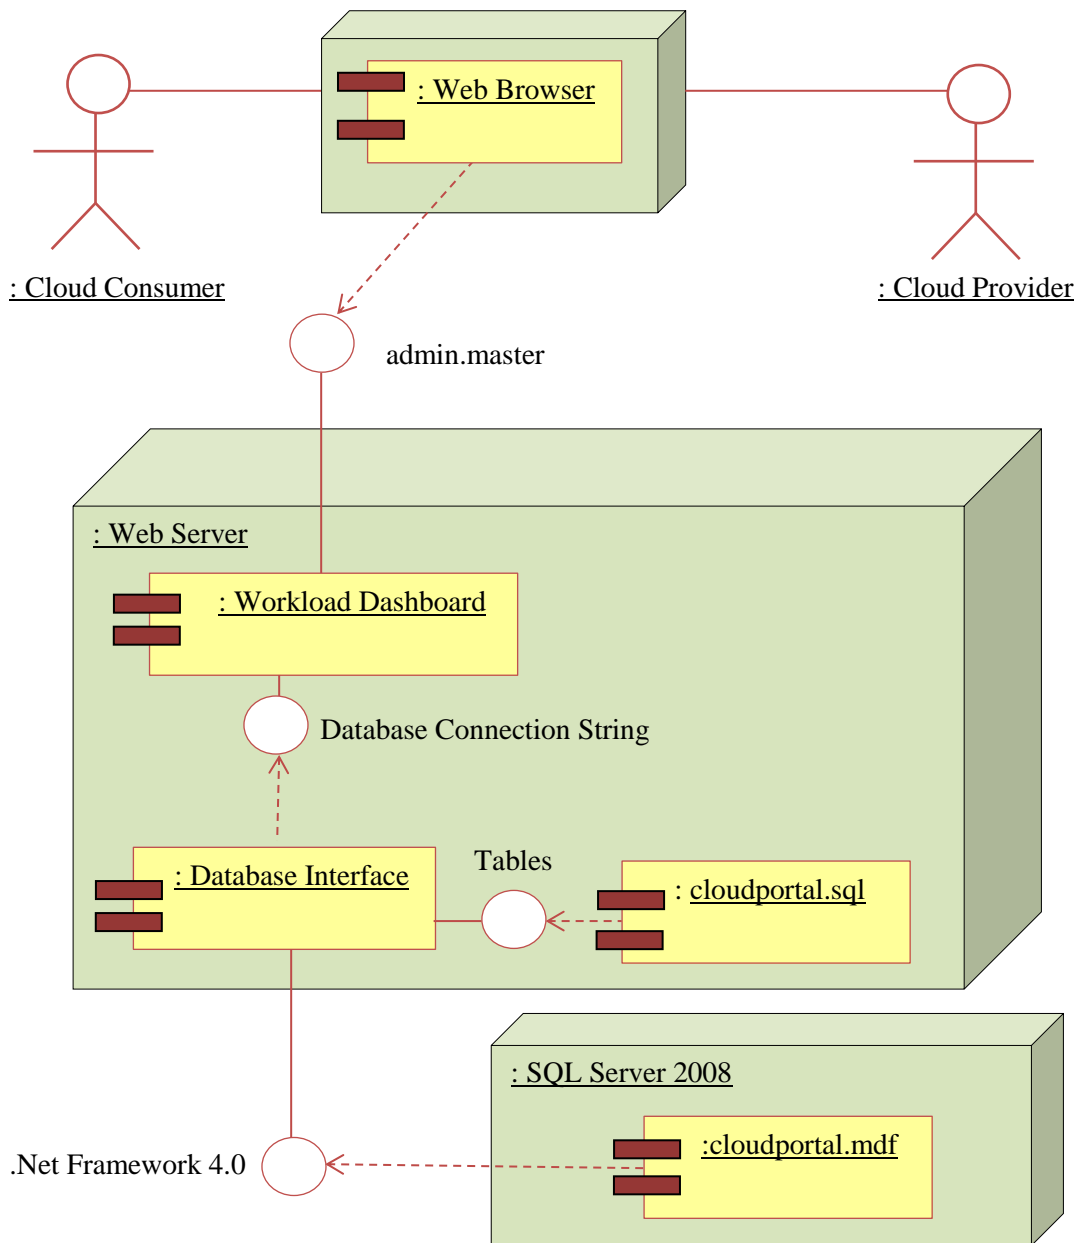 : Web Browser
: Cloud Consumer
: Cloud Provider
admin.master
: Web Server
: Workload Dashboard
Database Connection String
Tables
: Database Interface
: cloudportal.sql
: SQL Server 2008
:cloudportal.mdf
.Net Framework 4.0